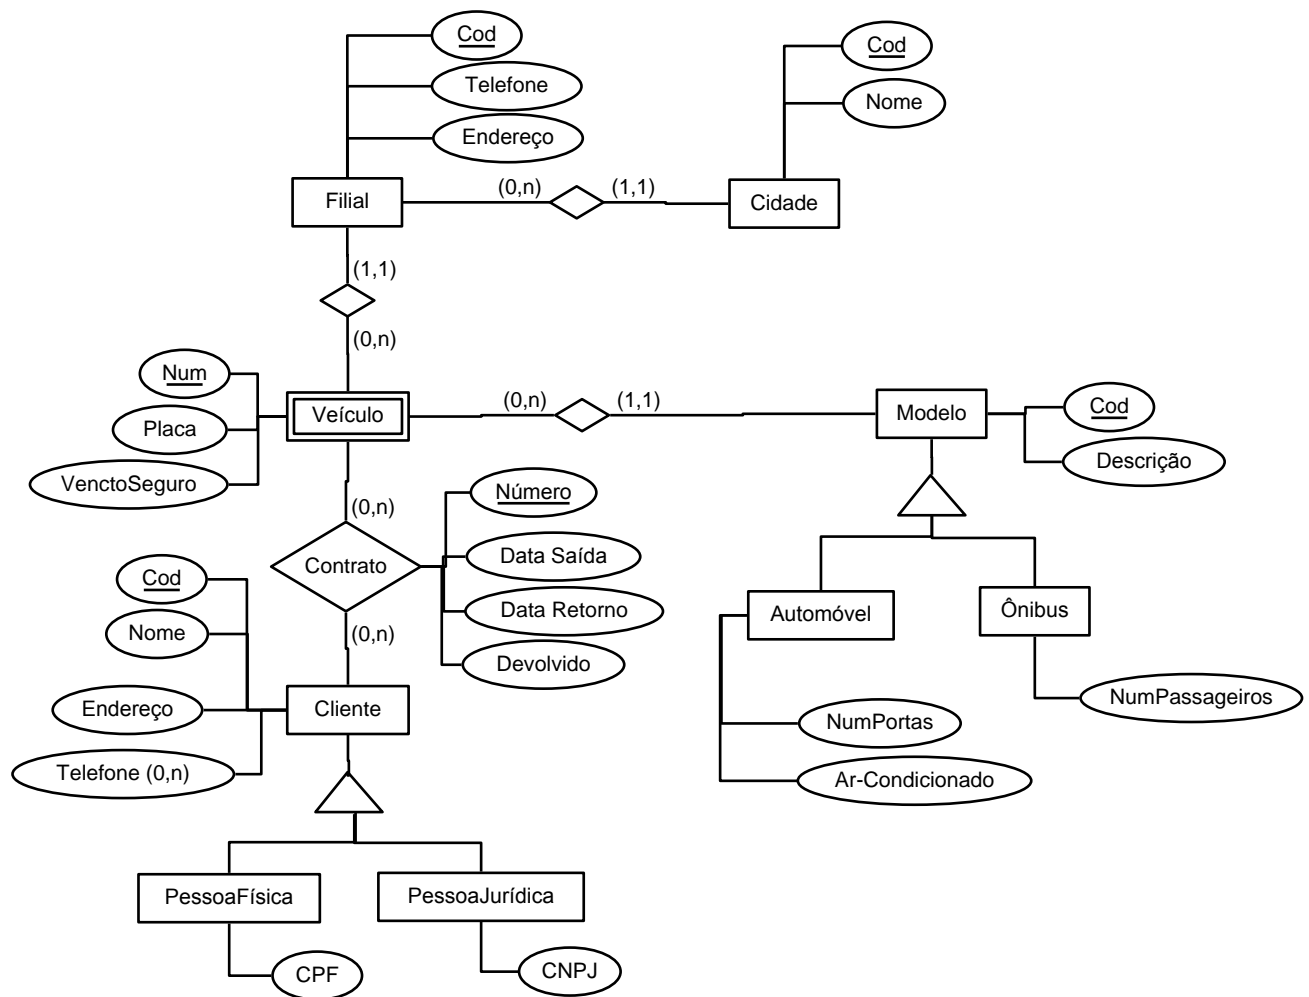 Cod
Telefone
Endereço
Cod
Nome
Filial
(0,n)
(1,1)
Cidade
(1,1)
(0,n)
Num
Placa
VenctoSeguro
Veículo
(0,n)
(1,1)
Modelo
Cod
Descrição
(0,n)
Contrato
(0,n)
Número
Data Saída
Data Retorno
Devolvido
Automóvel
Ônibus
NumPassageiros
NumPortas
Ar-Condicionado
Cod
Nome
Endereço
Telefone (0,n)
Cliente
PessoaFísica
PessoaJurídica
CPF
CNPJ